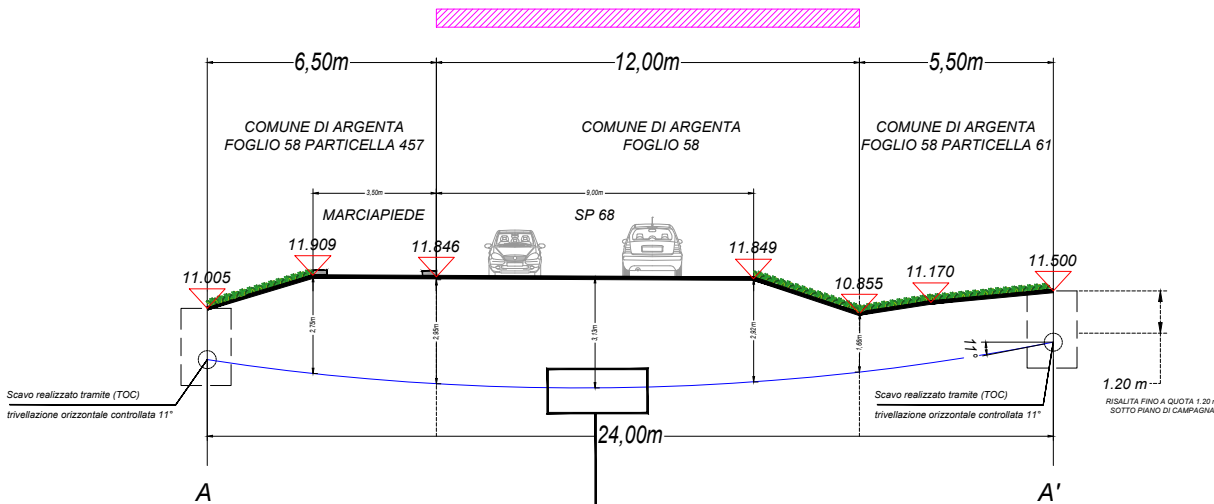 6,50m
12,00m
5,50m
COMUNE DI ARGENTA
FOGLIO 58 PARTICELLA 457
COMUNE DI ARGENTA
FOGLIO 58
COMUNE DI ARGENTA
FOGLIO 58 PARTICELLA 61
3,50m
9,00m
MARCIAPIEDE
SP 68
11.005
11.909
11.846
11.849
10.855
11.170
11.500
2,75m
2,95m
3,13m
2,92m
1,66m
11°
Scavo realizzato tramite (TOC)
trivellazione orizzontale controllata 11°
Scavo realizzato tramite (TOC)
trivellazione orizzontale controllata 11°
1.20 m
RISALITA FINO A QUOTA 1.20
SOTTO PIANO DI CAMPAGNA
24,00m
A
A'